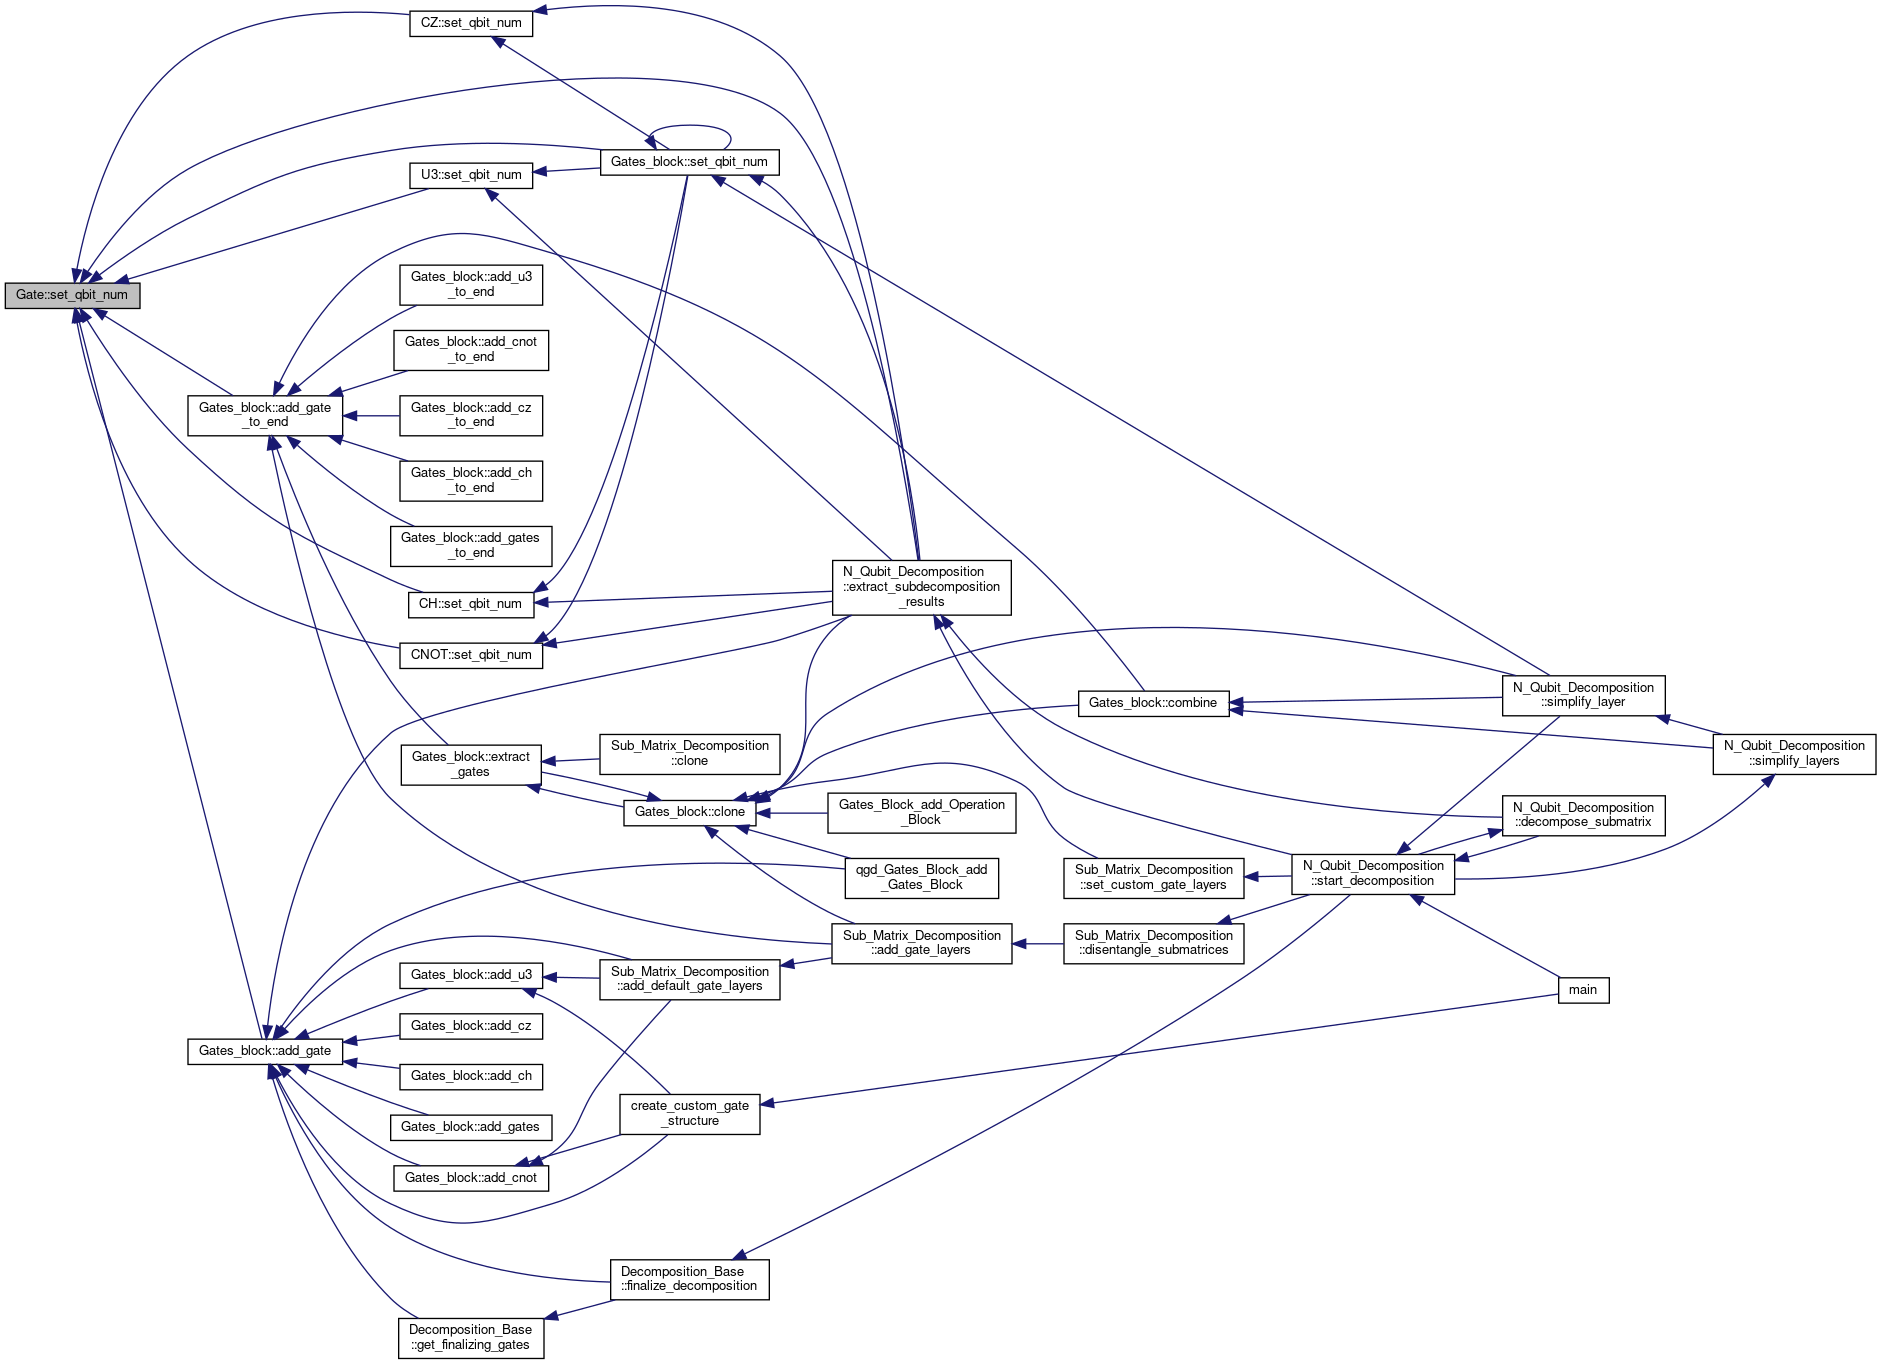 CZ::set_qbit_num
Gates_block::set_qbit_num
U3::set_qbit_num
Gate::set_qbit_num
Gates_block::add_u3
_to_end
Gates_block::add_cnot
_to_end
Gates_block::add_gate
_to_end
Gates_block::add_cz
_to_end
Gates_block::add_ch
_to_end
Gates_block::add_gates
_to_end
CH::set_qbit_num
CNOT::set_qbit_num
N_Qubit_Decomposition
::extract_subdecomposition
_results
Gates_block::combine
N_Qubit_Decomposition
::simplify_layer
N_Qubit_Decomposition
::simplify_layers
Gates_block::extract
_gates
Sub_Matrix_Decomposition
::clone
Gates_block::clone
Gates_Block_add_Operation
_Block
N_Qubit_Decomposition
::decompose_submatrix
qgd_Gates_Block_add
_Gates_Block
Sub_Matrix_Decomposition
::set_custom_gate_layers
N_Qubit_Decomposition
::start_decomposition
Sub_Matrix_Decomposition
::add_gate_layers
Sub_Matrix_Decomposition
::disentangle_submatrices
Gates_block::add_u3
Sub_Matrix_Decomposition
::add_default_gate_layers
main
Gates_block::add_cz
Gates_block::add_gate
Gates_block::add_ch
Gates_block::add_gates
create_custom_gate
_structure
Gates_block::add_cnot
Decomposition_Base
::finalize_decomposition
Decomposition_Base
::get_finalizing_gates